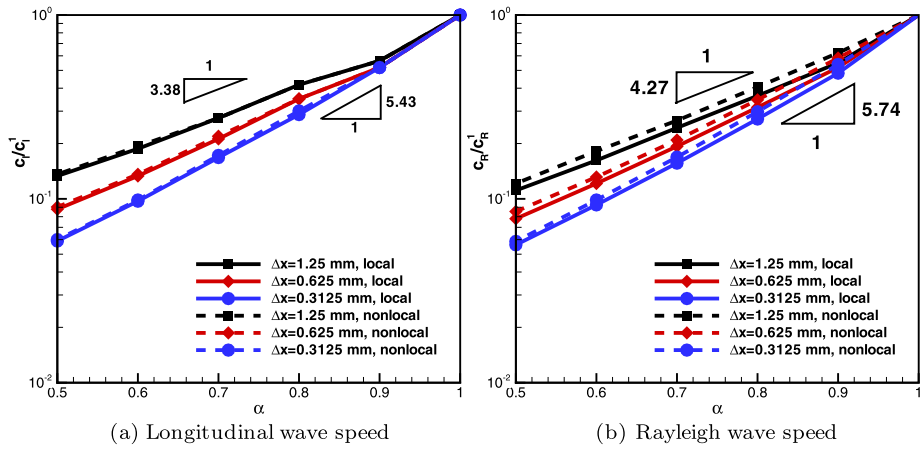 10⁰
10⁻¹
10⁻²
cₗ/cₗ¹
0.5 0.6 0.7 0.8 0.9 1
α
1
3.38
5.43
1
Δx=1.25 mm, local
Δx=0.625 mm, local
Δx=0.3125 mm, local
Δx=1.25 mm, nonlocal
Δx=0.625 mm, nonlocal
Δx=0.3125 mm, nonlocal
(a) Longitudinal wave speed
10⁰
10⁻¹
10⁻²
c_R/c_R¹
0.5 0.6 0.7 0.8 0.9 1
α
1
4.27
5.74
1
Δx=1.25 mm, local
Δx=0.625 mm, local
Δx=0.3125 mm, local
Δx=1.25 mm, nonlocal
Δx=0.625 mm, nonlocal
Δx=0.3125 mm, nonlocal
(b) Rayleigh wave speed